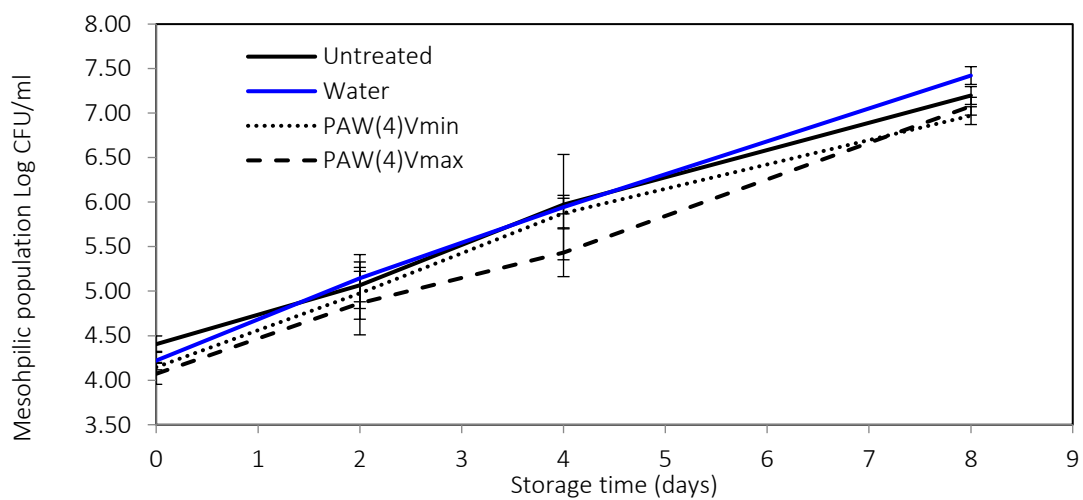 Mesohpilic population Log CFU/ml
8.00
7.50
7.00
6.50
6.00
5.50
5.00
4.50
4.00
3.50
Untreated
Water
PAW(4)Vmin
PAW(4)Vmax
0 1 2 3 4 5 6 7 8 9
Storage time (days)